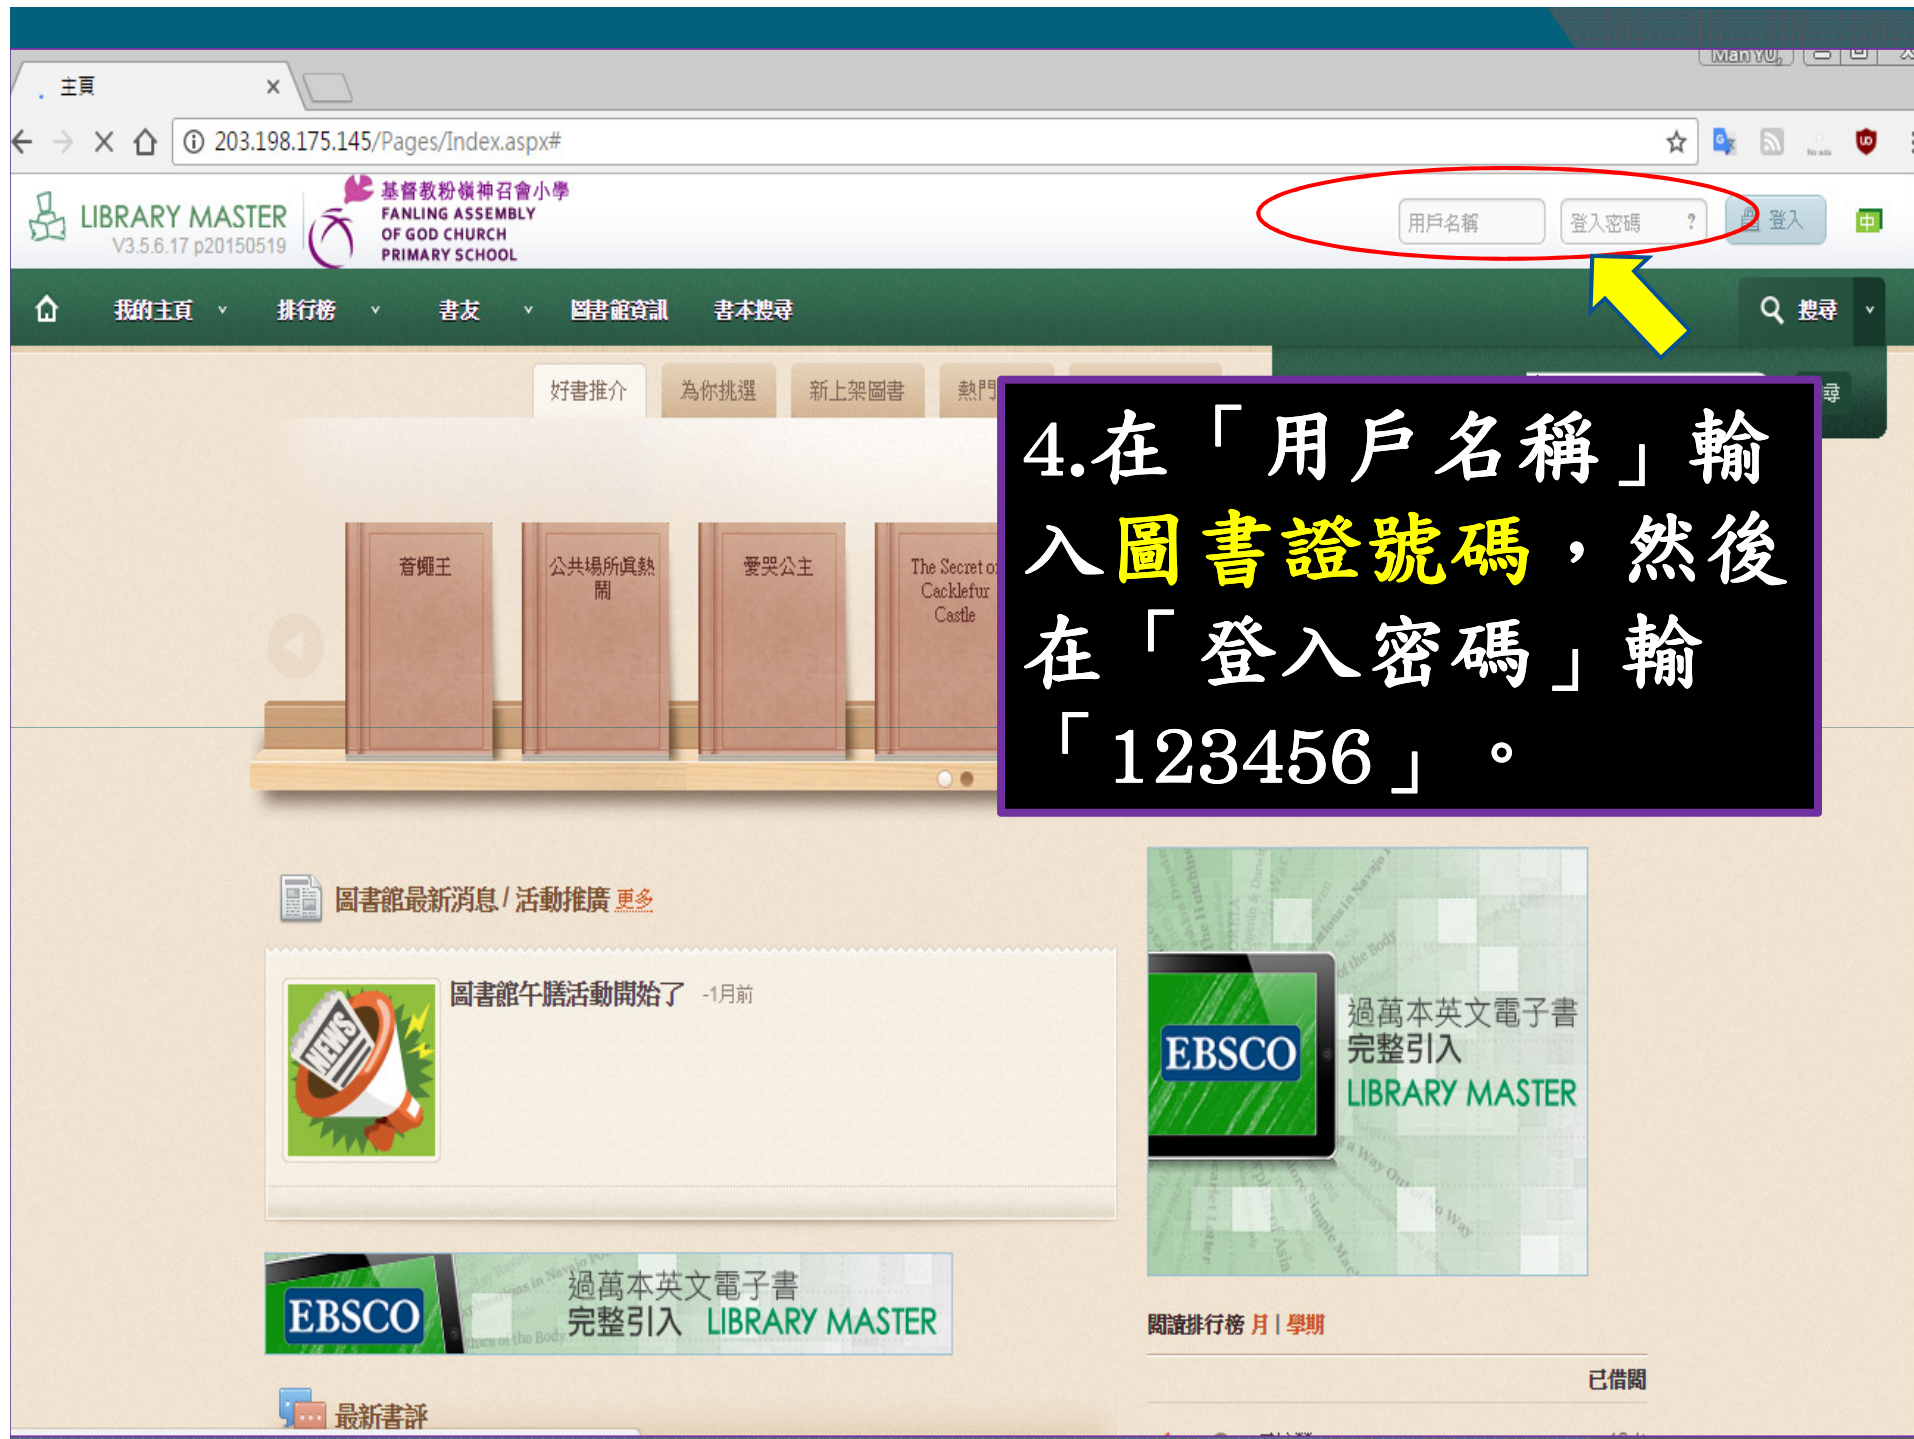 主頁
203.198.175.145/Pages/Index.aspx#
LIBRARY MASTER
V3.5.6.17 p20150519
基督教粉嶺神召會小學
FANLING ASSEMBLY
OF GOD CHURCH
PRIMARY SCHOOL
用戶名稱
登入密碼 ?
登入
中
我的主頁
排行榜
書友
圖書館資訊
書本搜尋
搜尋
好書推介
為你挑選
新上架圖書
熱門
尋
4.在「用戶名稱」輸
入圖書證號碼，然後
在「登入密碼」輸
「123456」。
蒼蠅王
公共場所真熱
鬧
愛哭公主
The Secret of
Cacklefur
Castle
圖書館最新消息 / 活動推廣 更多
NEWS
圖書館午膳活動開始了 -1月前
EBSCO
過萬本英文電子書
完整引入
LIBRARY MASTER
EBSCO
過萬本英文電子書
完整引入 LIBRARY MASTER
閱讀排行榜 月 | 學期
已借閱
最新書評